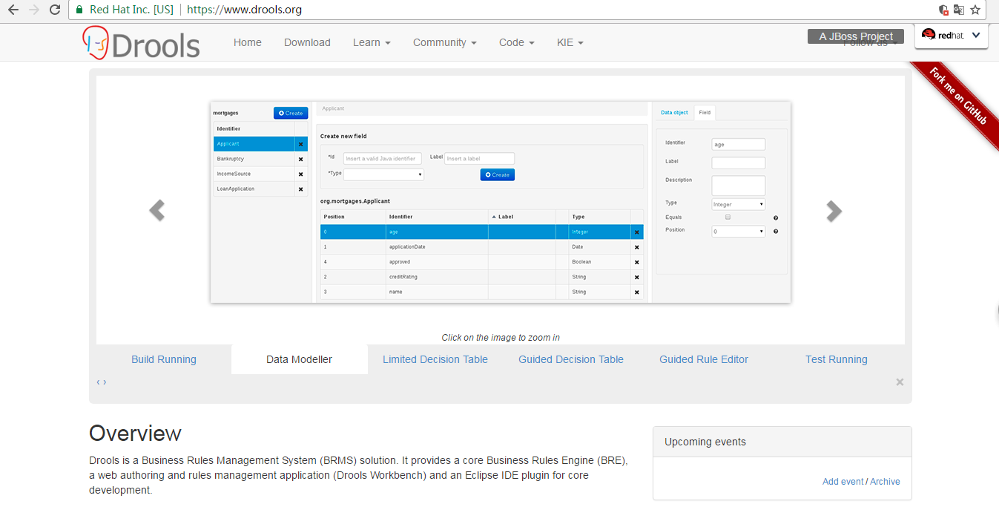 Red Hat Inc. [US] | https://www.drools.org
Drools Home Download Learn Community Code KIE A JBoss Project Follow us redhat.
Fork me on GitHub
mortgages Create
Identifier
Applicant
Bankruptcy
IncomeSource
LoanApplication
Applicant
Create new field
*Id Insert a valid Java identifier Label Insert a label
*Type Create
org.mortgages.Applicant
Position Identifier Label Type
0 age Integer
1 applicationDate Date
4 approved Boolean
2 creditRating String
3 name String
Data object Field
Identifier age
Label
Description
Type Integer
Equals
Position 0
Click on the image to zoom in
Build Running Data Modeller Limited Decision Table Guided Decision Table Guided Rule Editor Test Running
‹ › ×
Overview
Drools is a Business Rules Management System (BRMS) solution. It provides a core Business Rules Engine (BRE),
a web authoring and rules management application (Drools Workbench) and an Eclipse IDE plugin for core
development.
Upcoming events
Add event / Archive